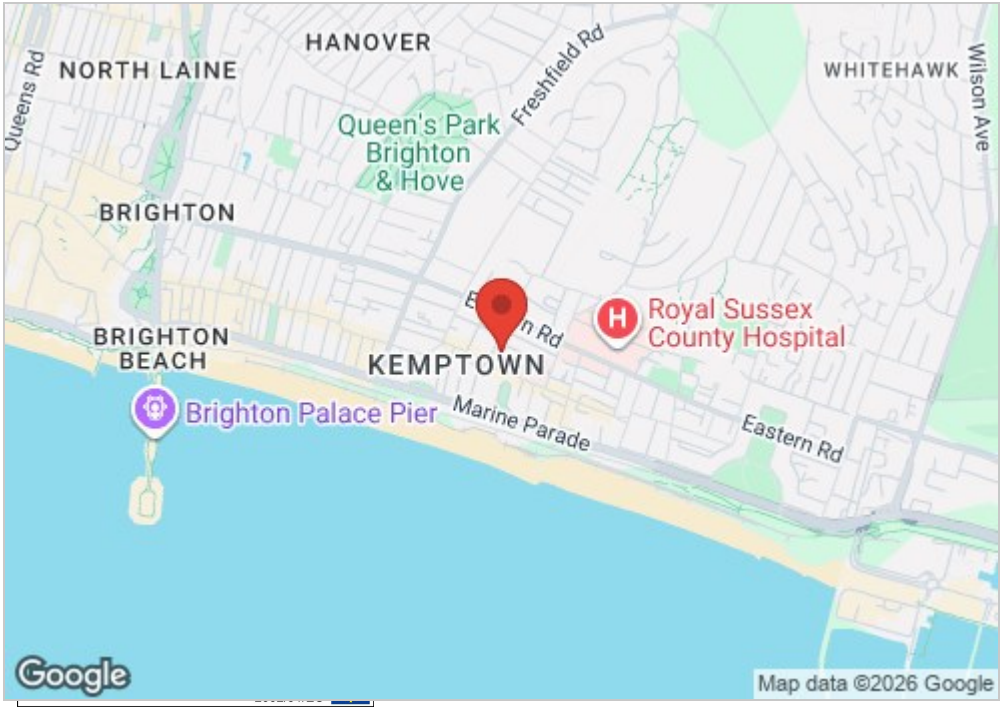 HANOVER
NORTH LAINE
Queens Rd
Freshfield Rd
WHITEHAWK
Wilson Ave
Queen's Park
Brighton
& Hove
BRIGHTON
Royal Sussex
County Hospital
H
BRIGHTON
BEACH
KEMPTOWN
Brighton Palace Pier
Marine Parade
Eastern Rd
Google
Map data ©2026 Google